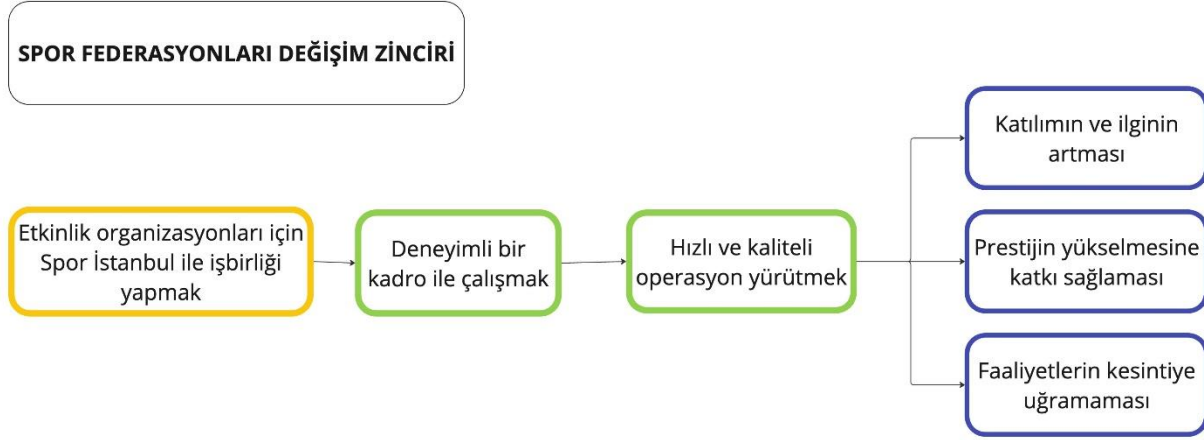 SPOR FEDERASYONLARI DEĞİŞİM ZİNCİRİ
Etkinlik organizasyonları için
Spor İstanbul ile işbirliği
yapmak
Deneyimli bir
kadro ile çalışmak
Hızlı ve kaliteli
operasyon yürütmek
Katılımın ve ilginin
artması
Prestijin yükselmesine
katkı sağlaması
Faaliyetlerin kesintiye
uğramaması